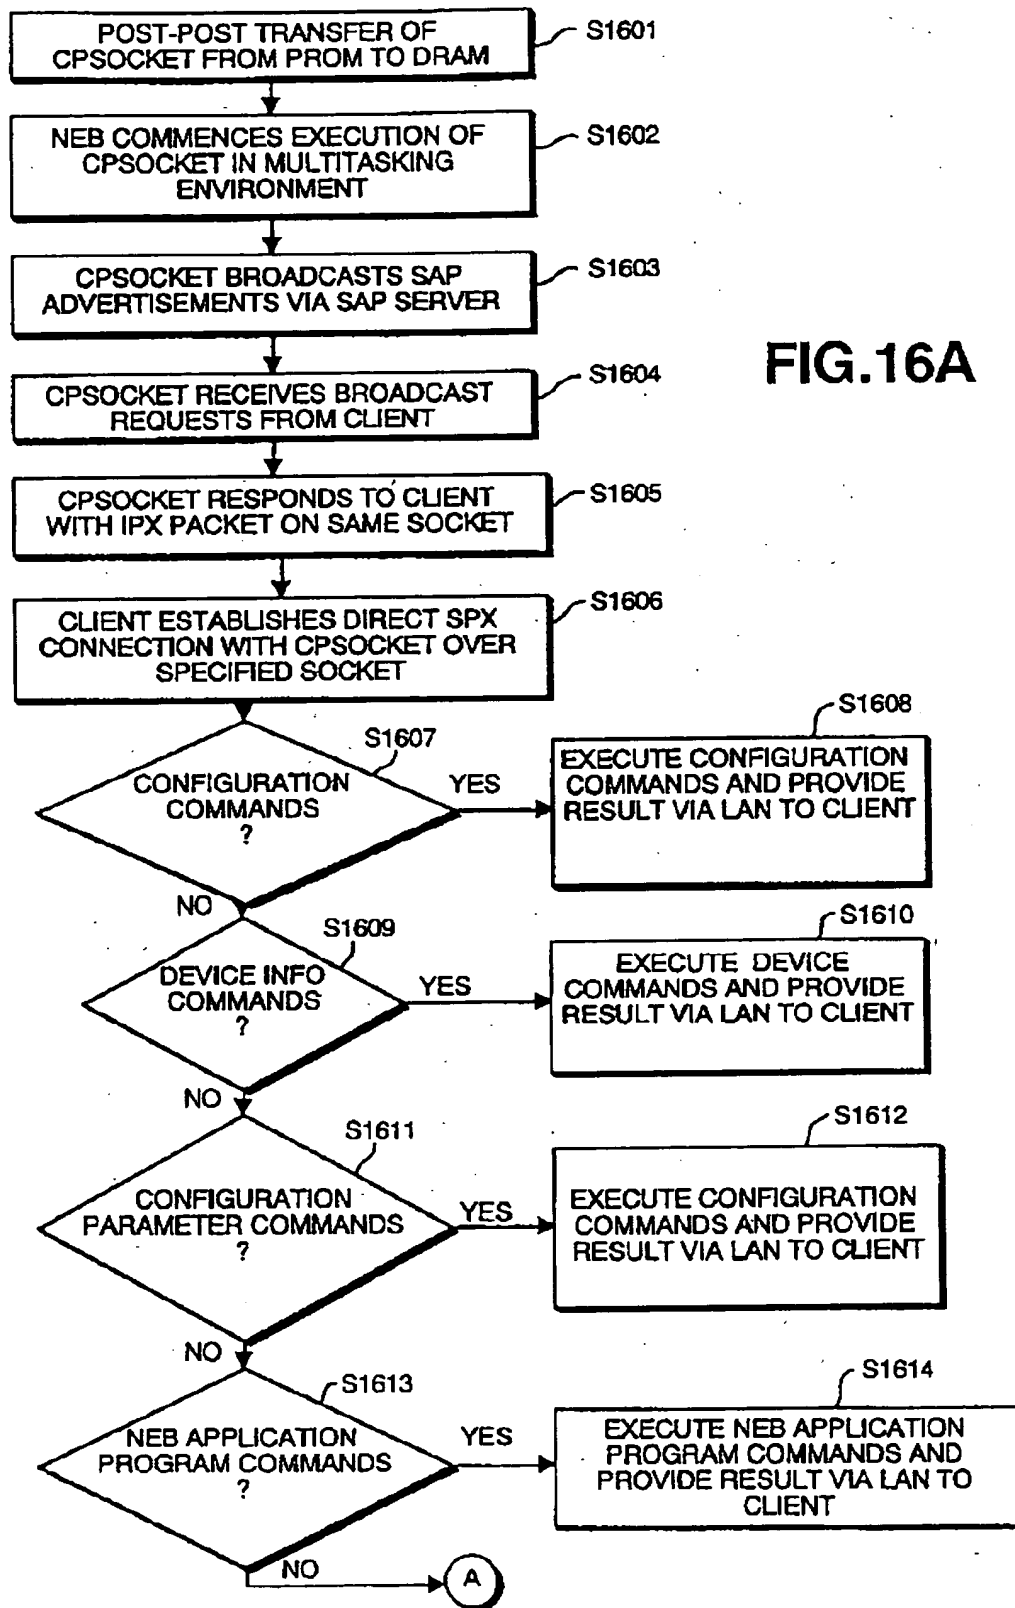 POST-POST TRANSFER OF
CPSOCKET FROM PROM TO DRAM
S1601
NEB COMMENCES EXECUTION OF
CPSOCKET IN MULTITASKING
ENVIRONMENT
S1602
CPSOCKET BROADCASTS SAP
ADVERTISEMENTS VIA SAP SERVER
S1603
FIG.16A
CPSOCKET RECEIVES BROADCAST
REQUESTS FROM CLIENT
S1604
CPSOCKET RESPONDS TO CLIENT
WITH IPX PACKET ON SAME SOCKET
S1605
CLIENT ESTABLISHES DIRECT SPX
CONNECTION WITH CPSOCKET OVER
SPECIFIED SOCKET
S1606
CONFIGURATION
COMMANDS
?
S1607
YES
S1608
EXECUTE CONFIGURATION
COMMANDS AND PROVIDE
RESULT VIA LAN TO CLIENT
NO
DEVICE INFO
COMMANDS
?
S1609
YES
S1610
EXECUTE DEVICE
COMMANDS AND PROVIDE
RESULT VIA LAN TO CLIENT
NO
CONFIGURATION
PARAMETER COMMANDS
?
S1611
YES
S1612
EXECUTE CONFIGURATION
COMMANDS AND PROVIDE
RESULT VIA LAN TO CLIENT
NO
NEB APPLICATION
PROGRAM COMMANDS
?
S1613
YES
S1614
EXECUTE NEB APPLICATION
PROGRAM COMMANDS AND
PROVIDE RESULT VIA LAN TO
CLIENT
NO
A